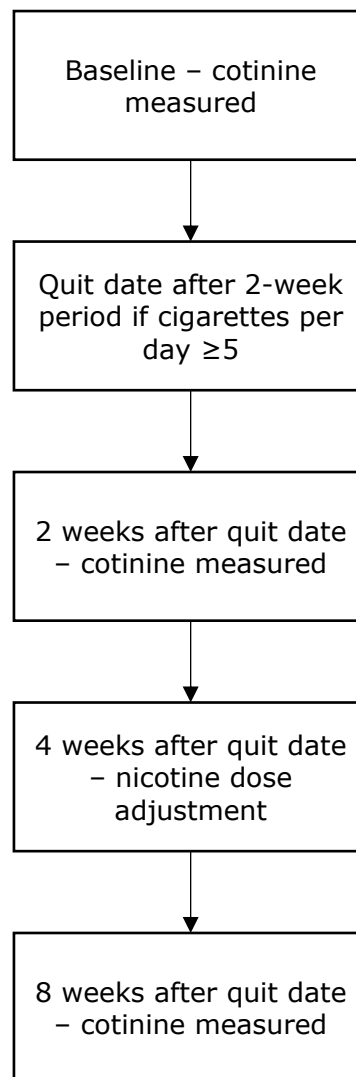 Baseline – cotinine
measured
Quit date after 2-week
period if cigarettes per
day ≥5
2 weeks after quit date
– cotinine measured
4 weeks after quit date
– nicotine dose
adjustment
8 weeks after quit date
– cotinine measured